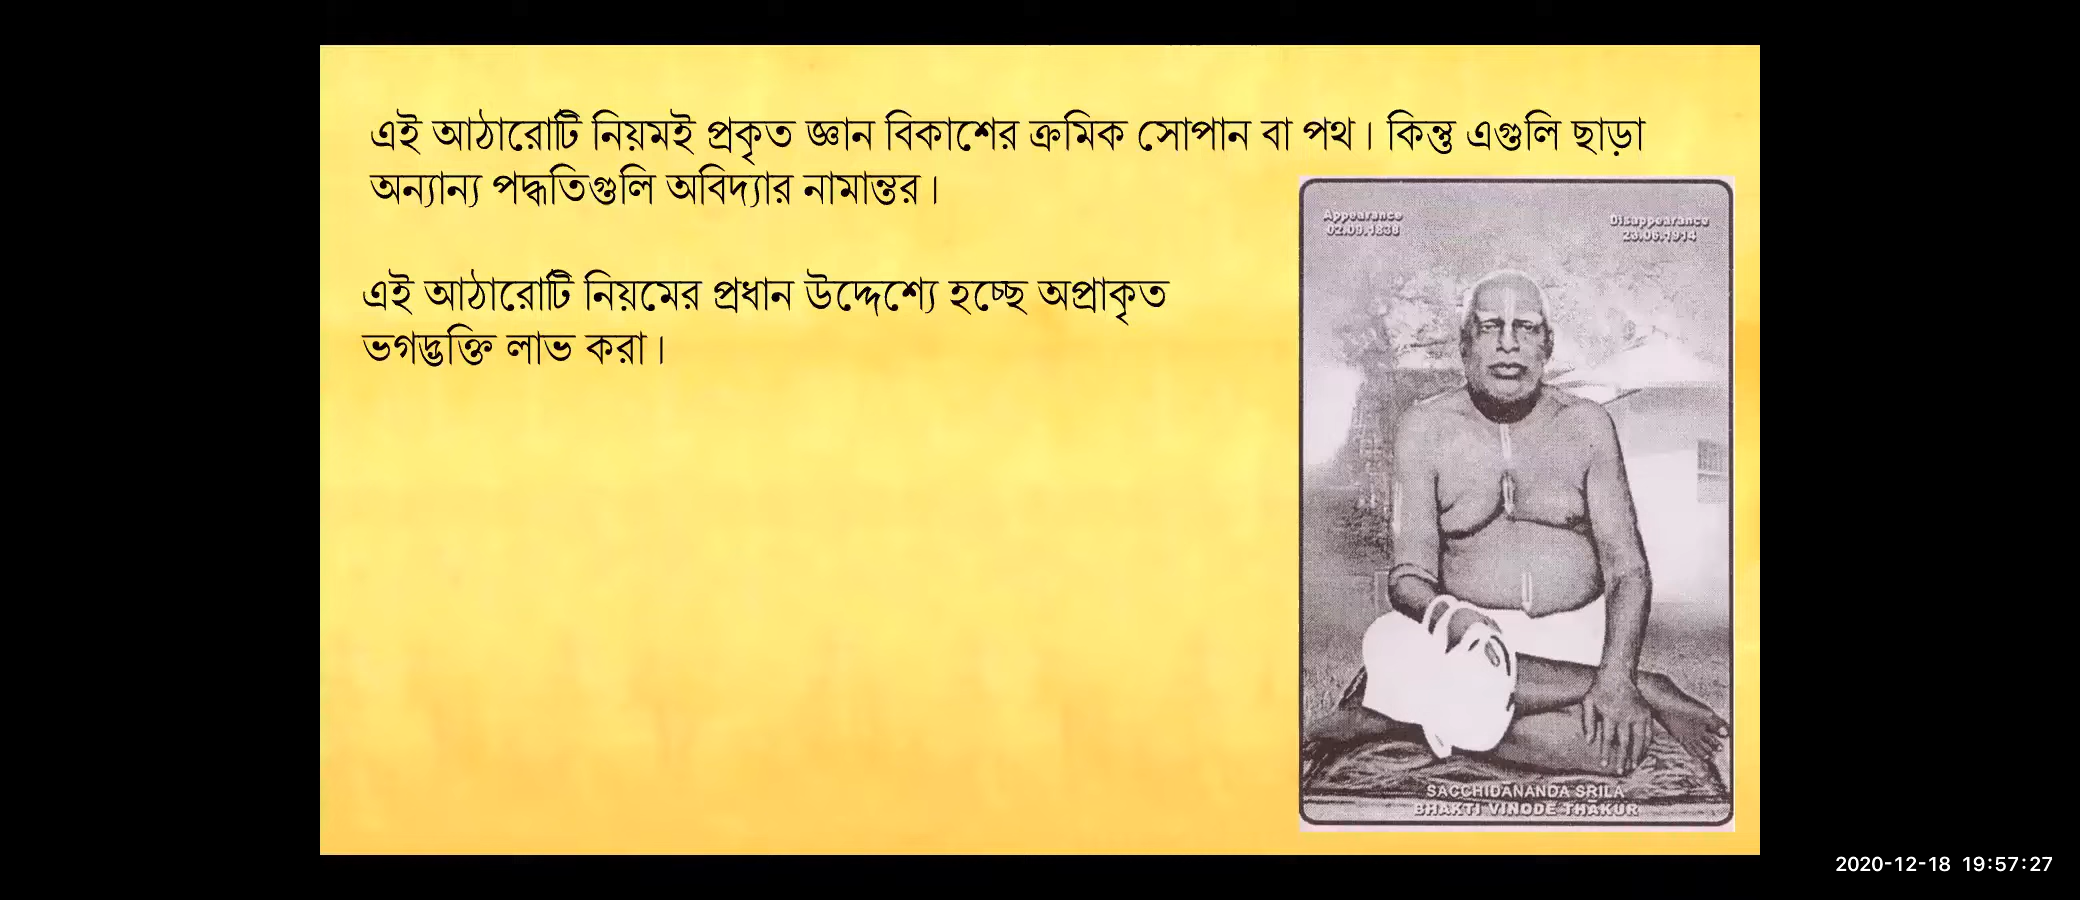 এই আঠারোটি নিয়মই প্রকৃত জ্ঞান বিকাশের ক্রমিক সোপান বা পথ। কিন্তু এগুলি ছাড়া
অন্যান্য পদ্ধতিগুলি অবিদ্যার নামান্তর।
এই আঠারোটি নিয়মের প্রধান উদ্দেশ্যে হচ্ছে অপ্রাকৃত
ভগদ্ভক্তি লাভ করা।
Appearance
02.09.1838
Disappearance
23.06.1914
SACCHIDANANDA SRILA
BHAKTI VINODE THĀKUR
2020-12-18 19:57:27